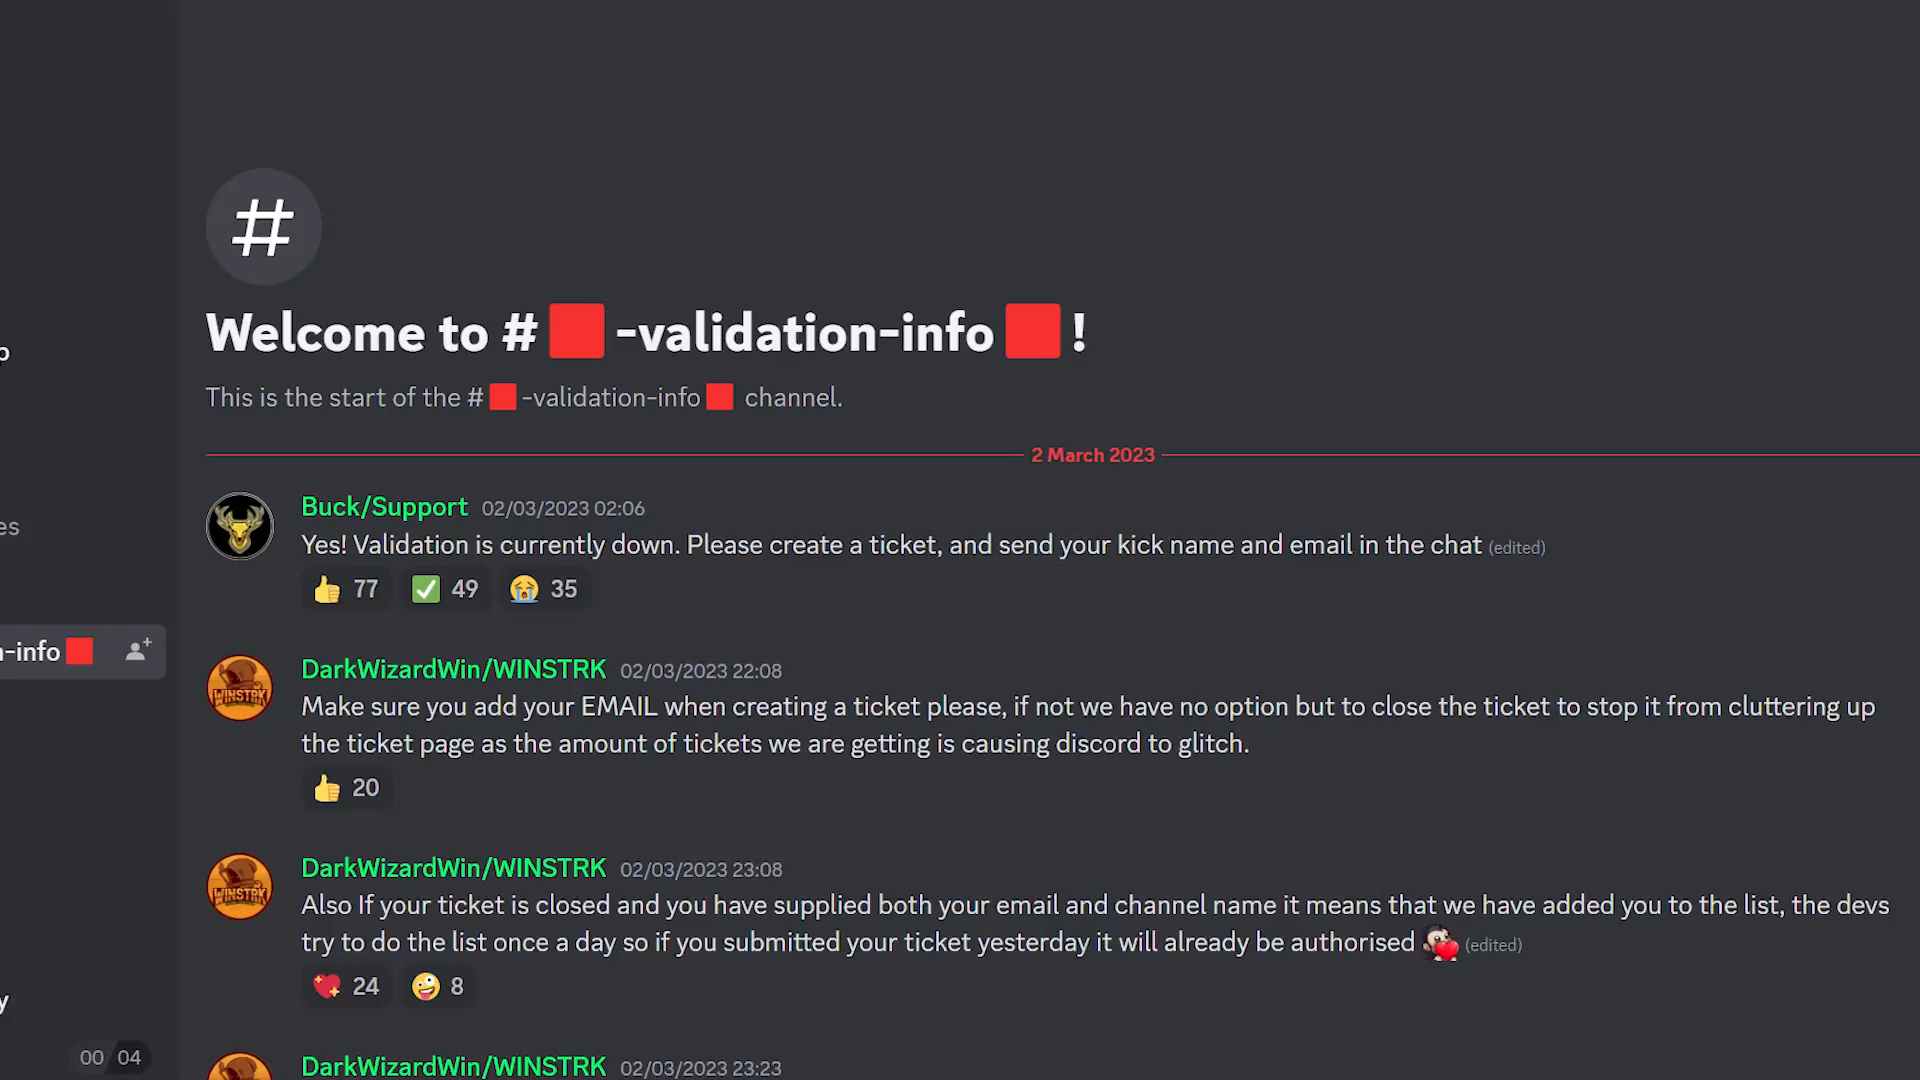 Welcome to #🟥-validation-info🟥!
This is the start of the #🟥-validation-info🟥 channel.
2 March 2023
Buck/Support 02/03/2023 02:06
Yes! Validation is currently down. Please create a ticket, and send your kick name and email in the chat (edited)
👍 77 ✅ 49 😭 35
es
-info🟥
DarkWizardWin/WINSTRK 02/03/2023 22:08
WINSTRK
Make sure you add your EMAIL when creating a ticket please, if not we have no option but to close the ticket to stop it from cluttering up
the ticket page as the amount of tickets we are getting is causing discord to glitch.
👍 20
DarkWizardWin/WINSTRK 02/03/2023 23:08
WINSTRK
Also If your ticket is closed and you have supplied both your email and channel name it means that we have added you to the list, the devs
try to do the list once a day so if you submitted your ticket yesterday it will already be authorised (edited)
💖 24 🤪 8
y
00 04
DarkWizardWin/WINSTRK 02/03/2023 23:23